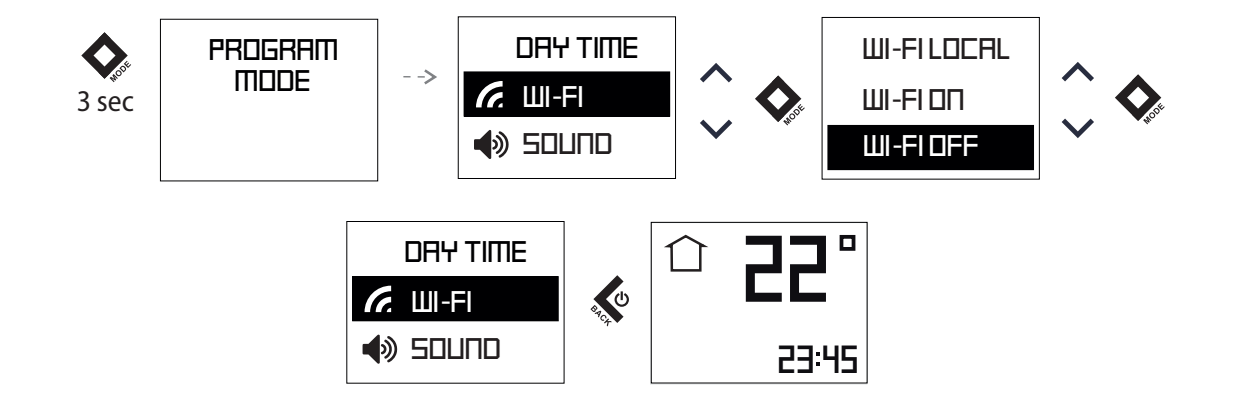 MODE
3 sec
PROGRAM
MODE
DAY TIME
WI-FI
SOUND
MODE
WI-FI LOCAL
WI-FI ON
WI-FI OFF
MODE
DAY TIME
WI-FI
SOUND
BACK
22°
23:45